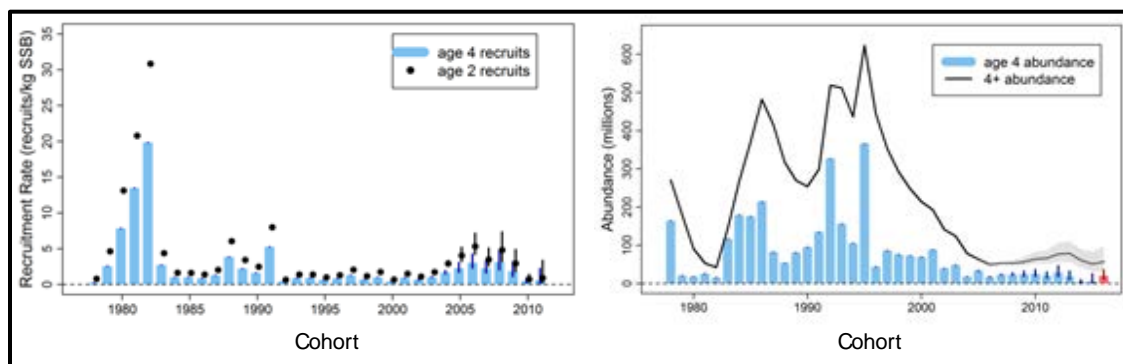 Recruitment Rate (recruits/kg SSB)
35
30
25
20
15
10
5
0
age 4 recruits
age 2 recruits
1980 1985 1990 1995 2000 2005 2010
Cohort
Abundance (millions)
600
500
400
300
200
100
0
age 4 abundance
4+ abundance
1980 1990 2000 2010
Cohort